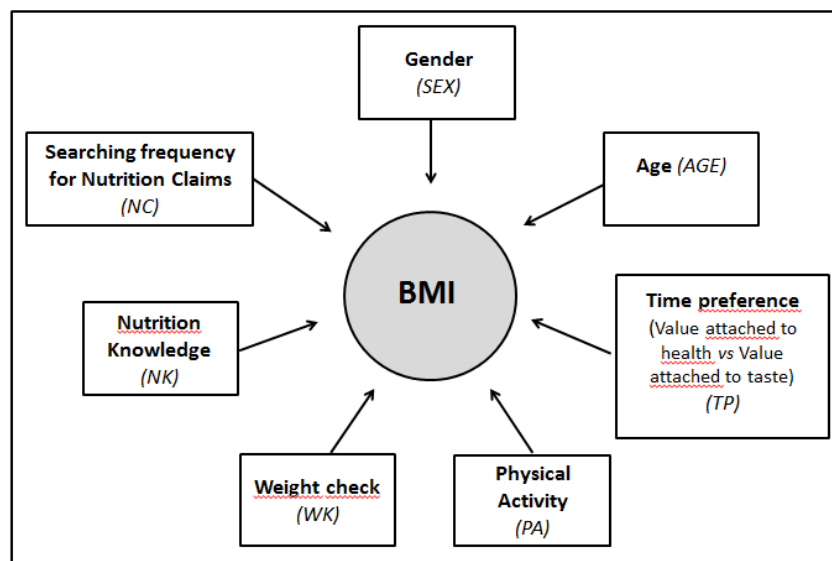 Gender
(SEX)
Searching frequency
for Nutrition Claims
(NC)
Age (AGE)
BMI
Nutrition
Knowledge
(NK)
Time preference
(Value attached to
health vs Value
attached to taste)
(TP)
Weight check
(WK)
Physical
Activity
(PA)